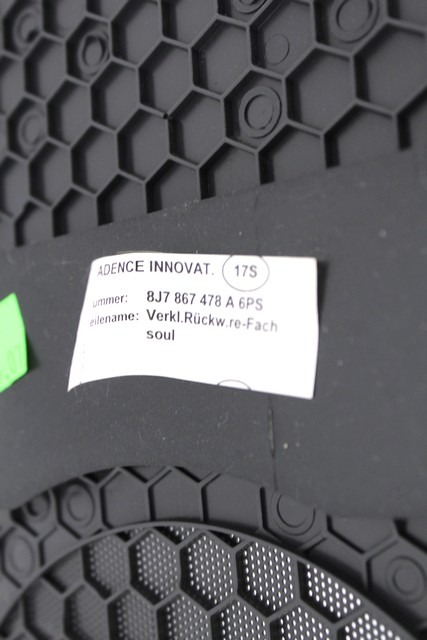 ADENCE INNOVAT. 17S
ummer: 8J7 867 478 A 6PS
eilename: Verkl.Rückw.re-Fach
soul